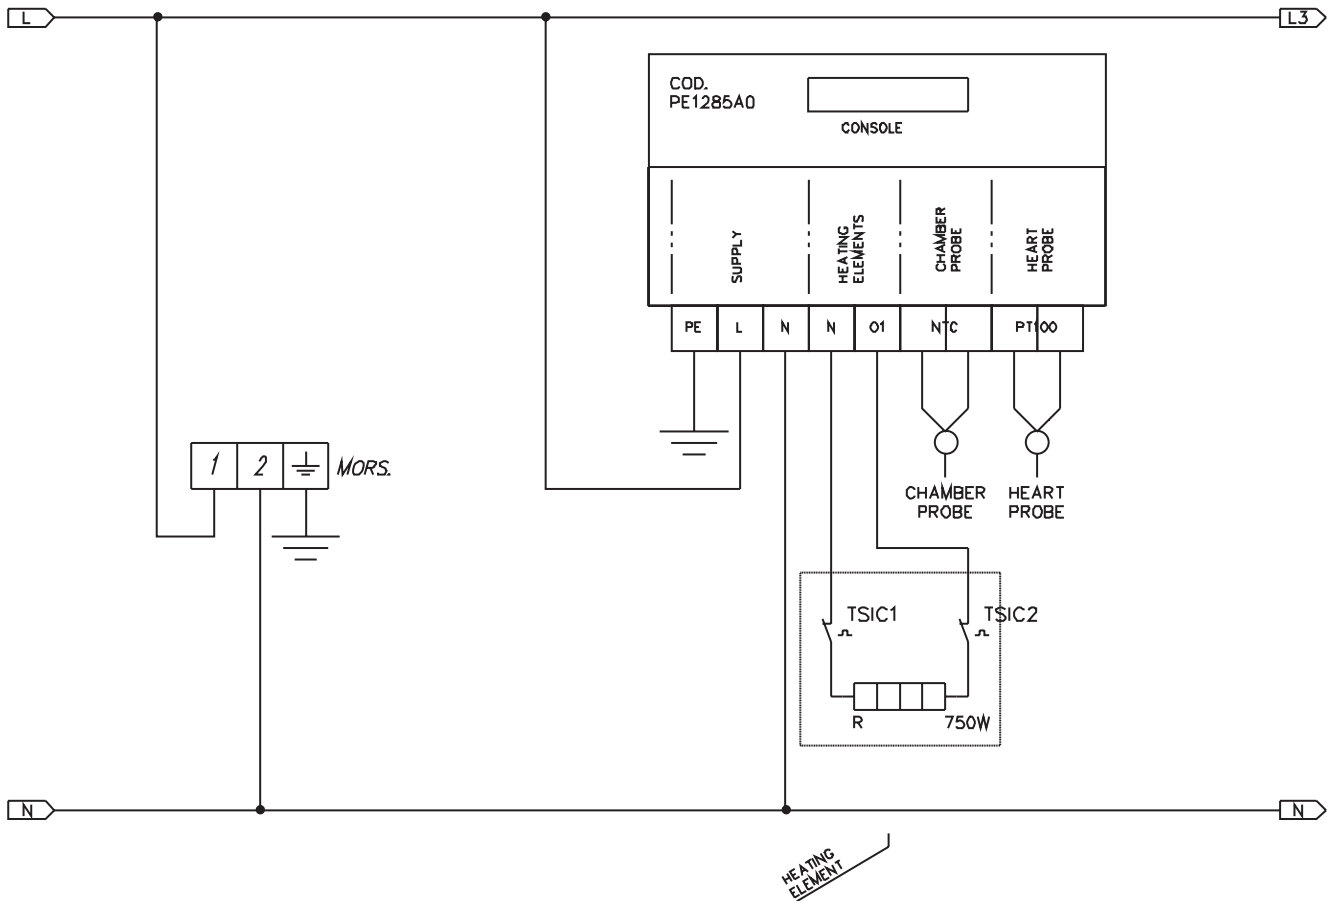 L
L3
COD.
PE1285A0
CONSOLE
SUPPLY
HEATING
ELEMENTS
CHAMBER
PROBE
HEART
PROBE
PE
L
N
N
01
NTC
PT100
1
2
MORS.
CHAMBER
PROBE
HEART
PROBE
TSIC1
TSIC2
R
750W
N
N
HEATING
ELEMENT